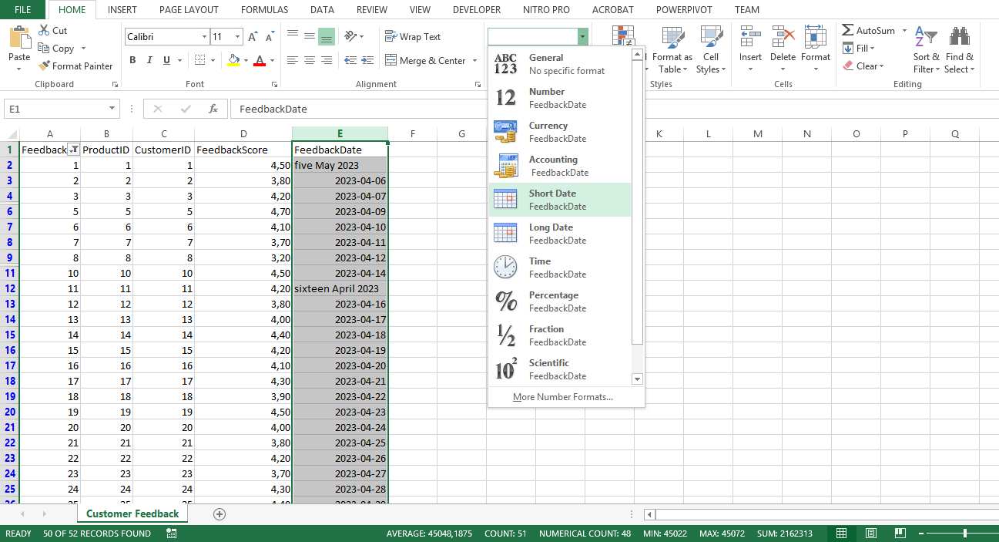 FILE HOME INSERT PAGE LAYOUT FORMULAS DATA REVIEW VIEW DEVELOPER NITRO PRO ACROBAT POWERPIVOT TEAM
Paste
Cut
Copy
Format Painter
Clipboard
Calibri 11
B I U
Font
Wrap Text
Merge & Center
Alignment
Format as Table
Cell Styles
Styles
Insert Delete Format
Cells
AutoSum
Fill
Clear
Sort & Filter
Find & Select
Editing
E1 fx FeedbackDate
ABC 123 General
No specific format
12 Number
FeedbackDate
Currency
FeedbackDate
Accounting
FeedbackDate
Short Date
FeedbackDate
Long Date
FeedbackDate
Time
FeedbackDate
% Percentage
FeedbackDate
½ Fraction
FeedbackDate
10² Scientific
FeedbackDate
More Number Formats...
A B C D E F G K L M N O P Q
1 Feedback ProductID CustomerID FeedbackScore FeedbackDate
2 1 1 1 4,50 five May 2023
3 2 2 2 3,80 2023-04-06
4 3 3 3 4,20 2023-04-07
6 5 5 5 4,70 2023-04-09
7 6 6 6 4,10 2023-04-10
8 7 7 7 3,70 2023-04-11
9 8 8 8 3,20 2023-04-12
11 10 10 10 4,50 2023-04-14
12 11 11 11 4,20 sixteen April 2023
13 12 12 12 3,80 2023-04-16
14 13 13 13 4,00 2023-04-17
15 14 14 14 4,40 2023-04-18
16 15 15 15 4,20 2023-04-19
17 16 16 16 4,10 2023-04-20
18 17 17 17 4,30 2023-04-21
19 18 18 18 3,90 2023-04-22
20 19 19 19 4,50 2023-04-23
21 20 20 20 4,00 2023-04-24
22 21 21 21 3,80 2023-04-25
23 22 22 22 4,20 2023-04-26
24 23 23 23 3,70 2023-04-27
25 24 24 24 4,30 2023-04-28
Customer Feedback
READY 50 OF 52 RECORDS FOUND AVERAGE: 45048,1875 COUNT: 51 NUMERICAL COUNT: 48 MIN: 45022 MAX: 45072 SUM: 2162313